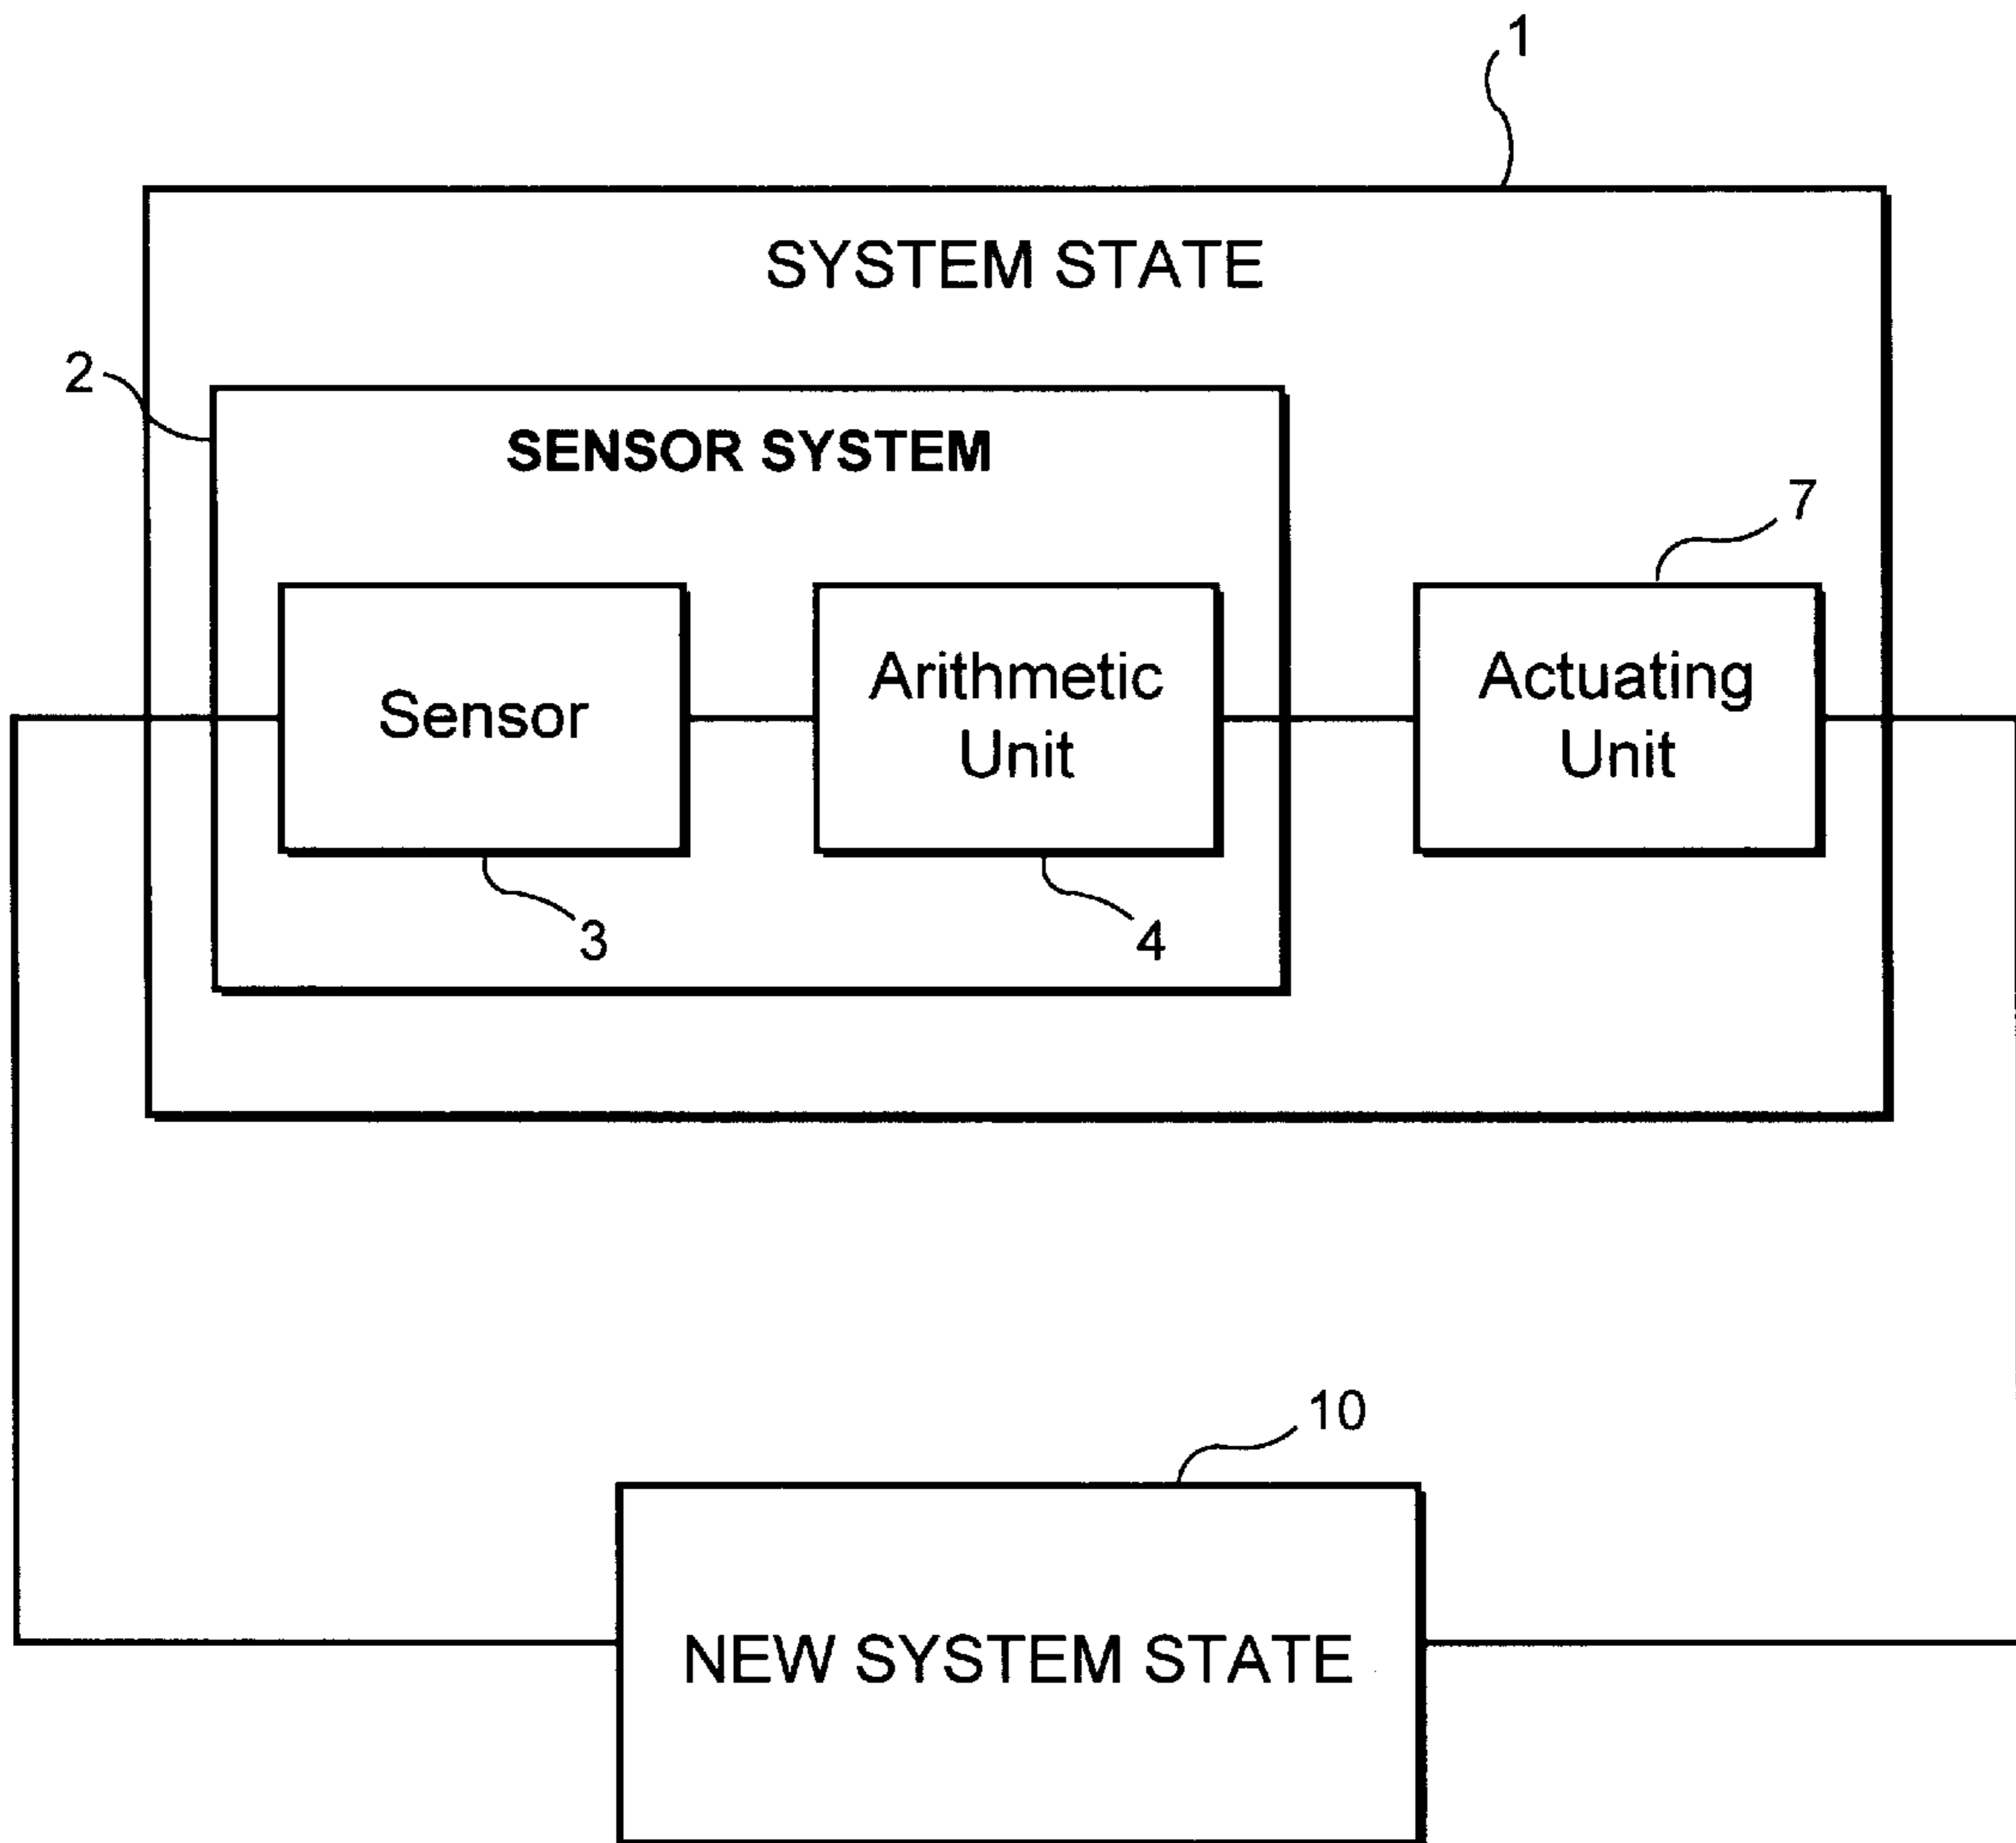 1
SYSTEM STATE
2
SENSOR SYSTEM
7
Sensor
Arithmetic
Unit
Actuating
Unit
3
4
10
NEW SYSTEM STATE